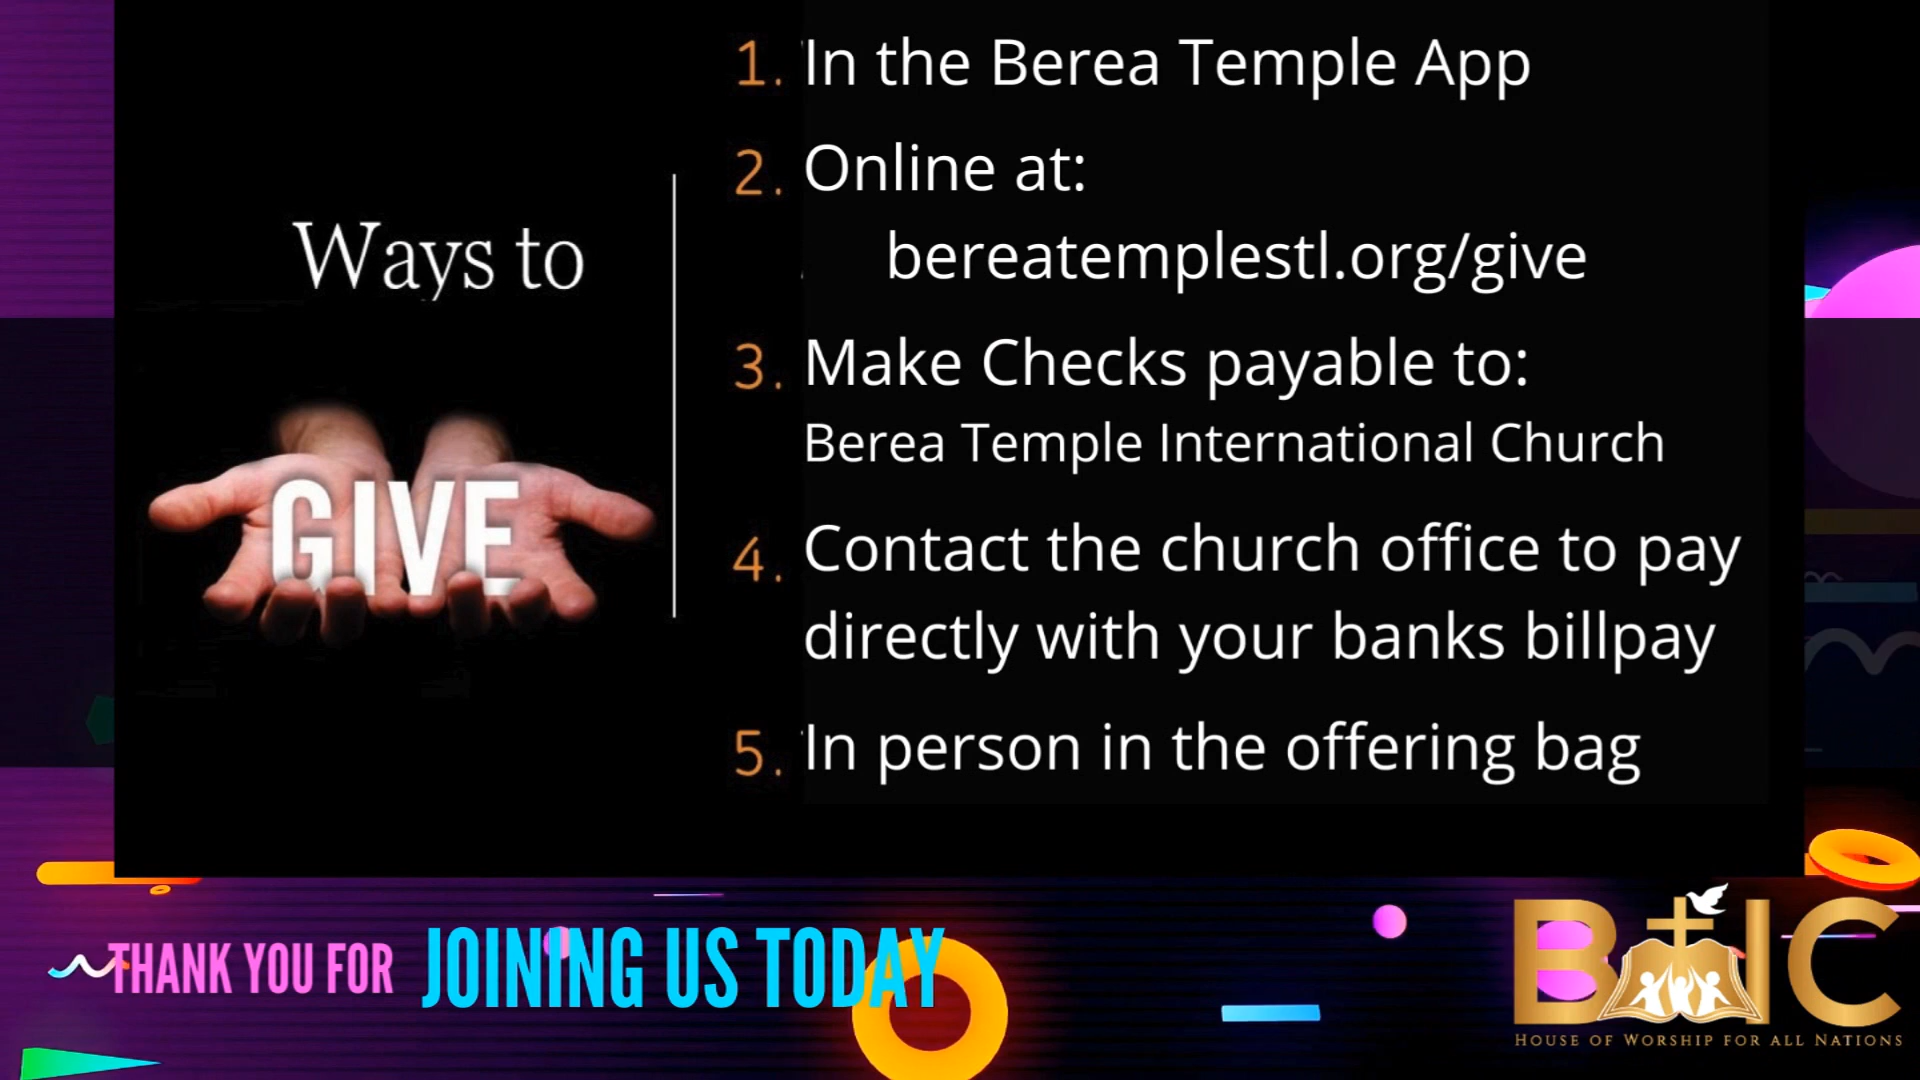 Ways to
GIVE
1. In the Berea Temple App
2. Online at:
bereatemplestl.org/give
3. Make Checks payable to:
Berea Temple International Church
4. Contact the church office to pay
directly with your banks billpay
5. In person in the offering bag
THANK YOU FOR JOINING US TODAY
BTIC
HOUSE OF WORSHIP FOR ALL NATIONS